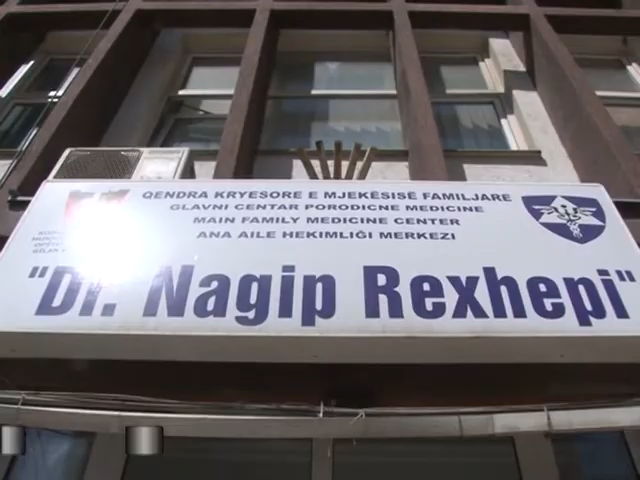 QENDRA KRYESORE E MJEKËSISË FAMILJARE
GLAVNI CENTAR PORODICNE MEDICINE
MAIN FAMILY MEDICINE CENTER
ANA AILE HEKIMLIĞI MERKEZI
"Dr. Nagip Rexhepi"